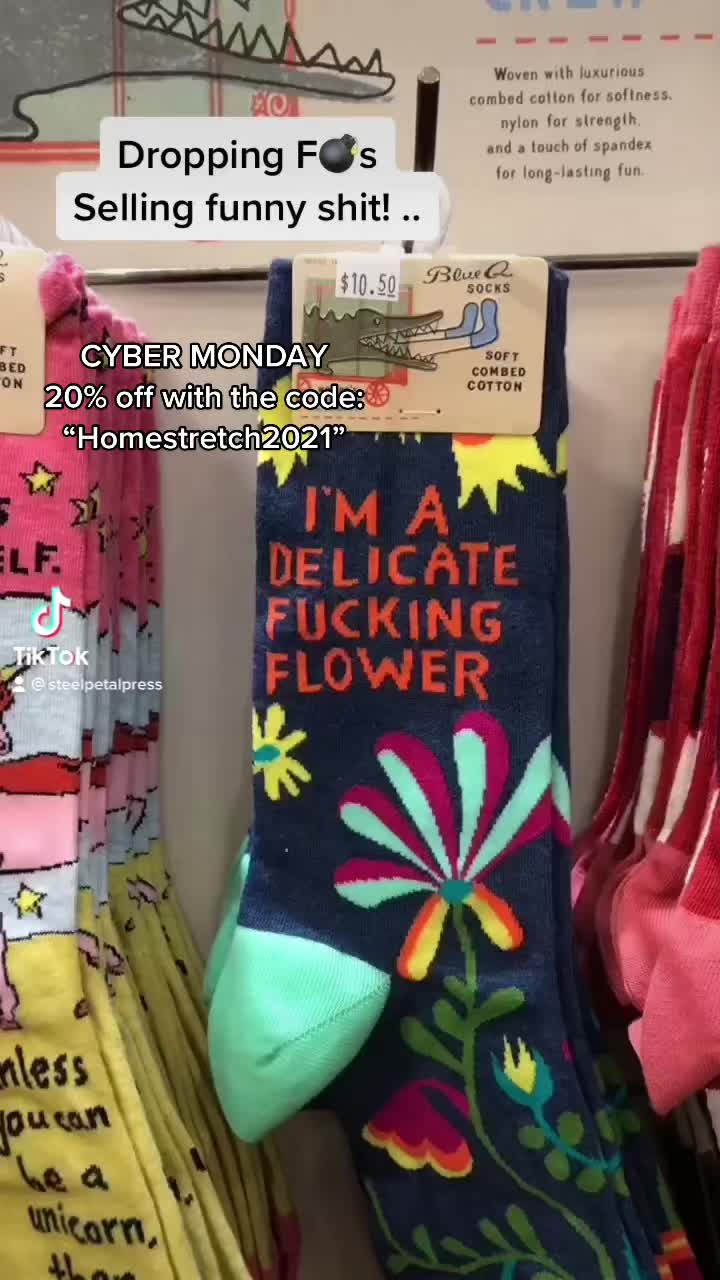 Woven with luxurious
combed cotton for softness,
nylon for strength,
and a touch of spandex
for long-lasting fun.
Dropping F💣s
Selling funny shit! ..
$10.50
Blue Q
SOCKS
SOFT
COMBED
COTTON
CYBER MONDAY
20% off with the code:
“Homestretch2021”
I'M A
DELICATE
FUCKING
FLOWER
TikTok
@steelpetalpress
you can
be a
unicorn,